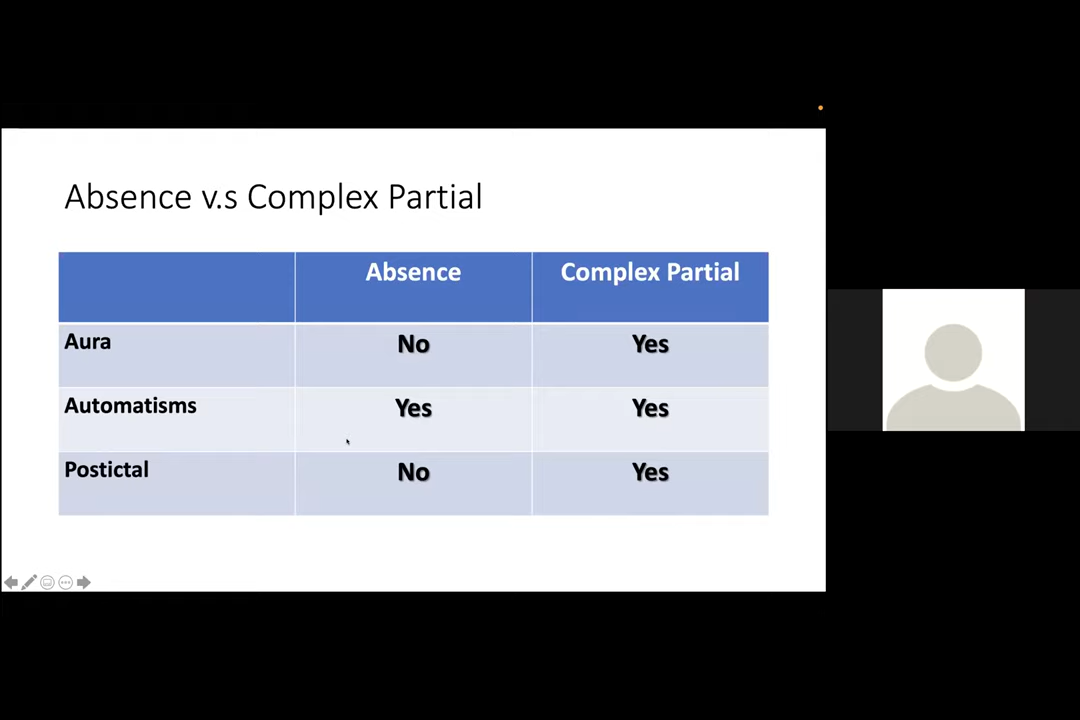 Absence v.s Complex Partial
Absence Complex Partial
Aura No Yes
Automatisms Yes Yes
Postictal No Yes